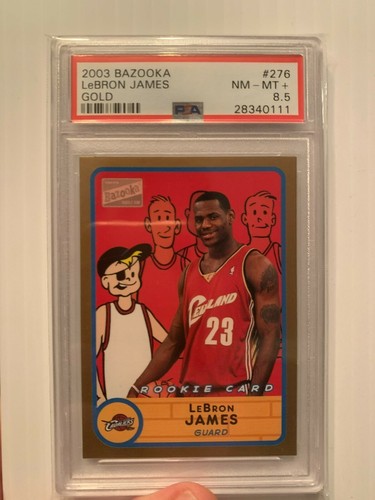 2003 BAZOOKA #276
LeBRON JAMES NM-MT+
GOLD 8.5
PSA 28340111
Bazooka
CLEVELAND
23
ROOKIE CARD
CAVALIERS
LEBRON
JAMES
GUARD